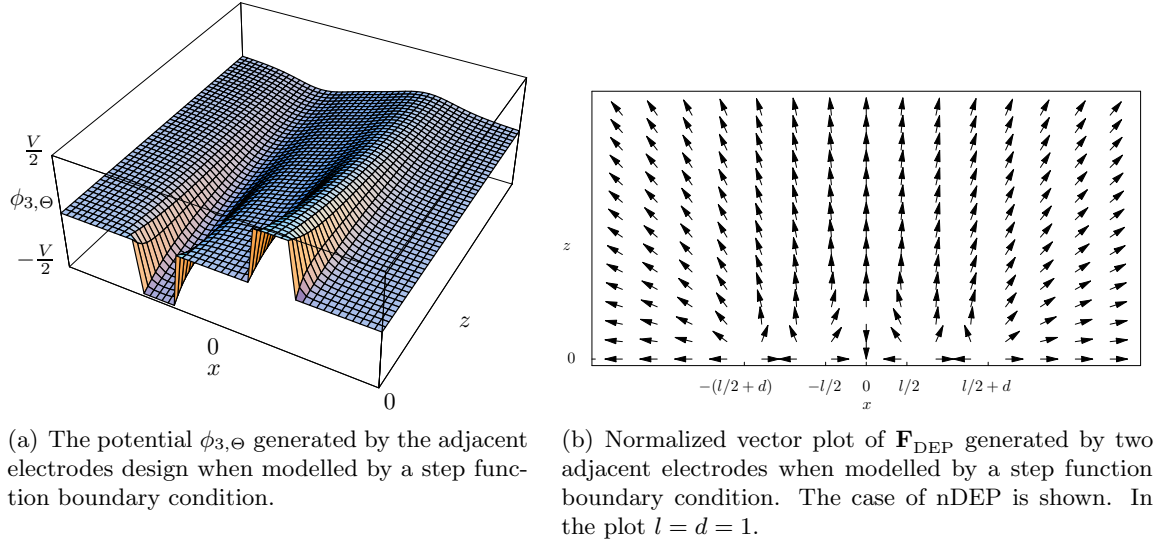 V/2
ϕ3,Θ
−V/2
0
x
z
0
(a) The potential ϕ3,Θ generated by the adjacent
electrodes design when modelled by a step func-
tion boundary condition.
z
0
−(l/2 + d)
−l/2
0
l/2
l/2 + d
x
(b) Normalized vector plot of FDEP generated by two
adjacent electrodes when modelled by a step function
boundary condition. The case of nDEP is shown. In
the plot l = d = 1.